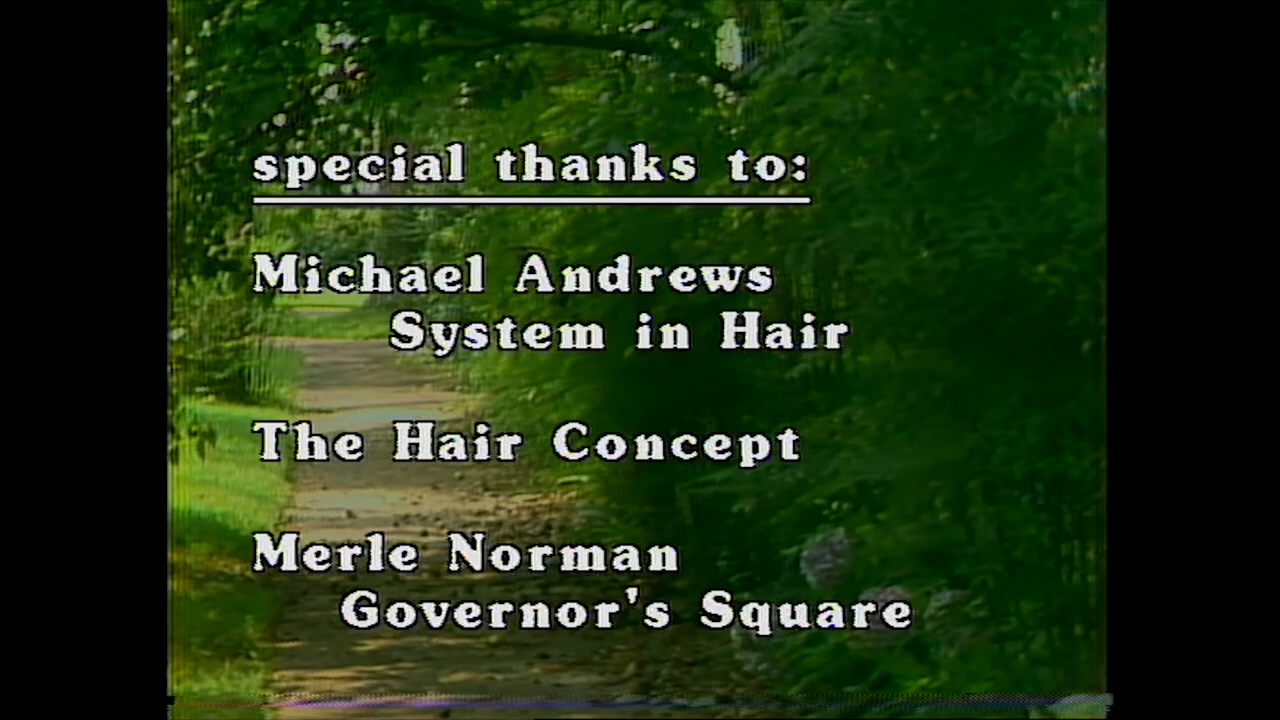 special thanks to:
Michael Andrews
System in Hair
The Hair Concept
Merle Norman
Governor's Square